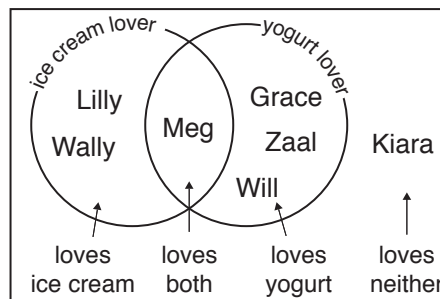 ice cream lover
yogurt lover
Lilly
Wally
Meg
Grace
Zaal
Will
Kiara
loves
ice cream
loves
both
loves
yogurt
loves
neither